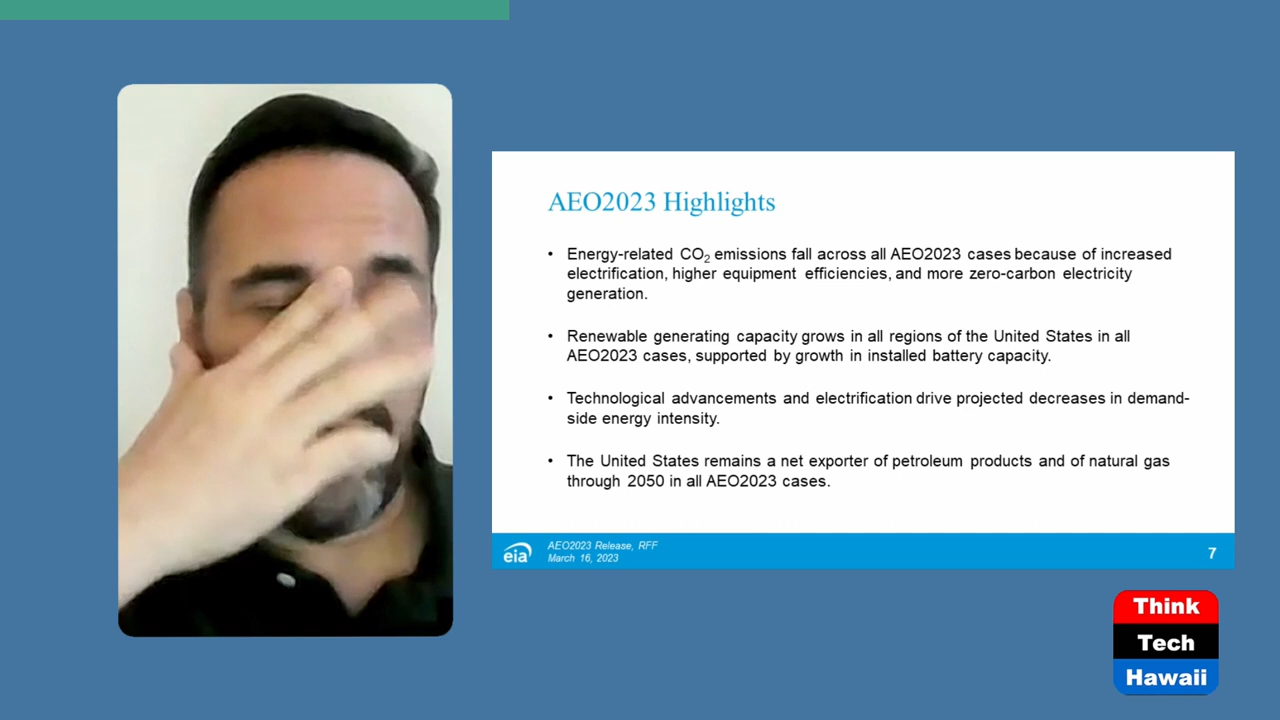 AEO2023 Highlights
• Energy-related CO₂ emissions fall across all AEO2023 cases because of increased
electrification, higher equipment efficiencies, and more zero-carbon electricity
generation.
• Renewable generating capacity grows in all regions of the United States in all
AEO2023 cases, supported by growth in installed battery capacity.
• Technological advancements and electrification drive projected decreases in demand-
side energy intensity.
• The United States remains a net exporter of petroleum products and of natural gas
through 2050 in all AEO2023 cases.
eia
AEO2023 Release, RFF
March 16, 2023
7
Think
Tech
Hawaii